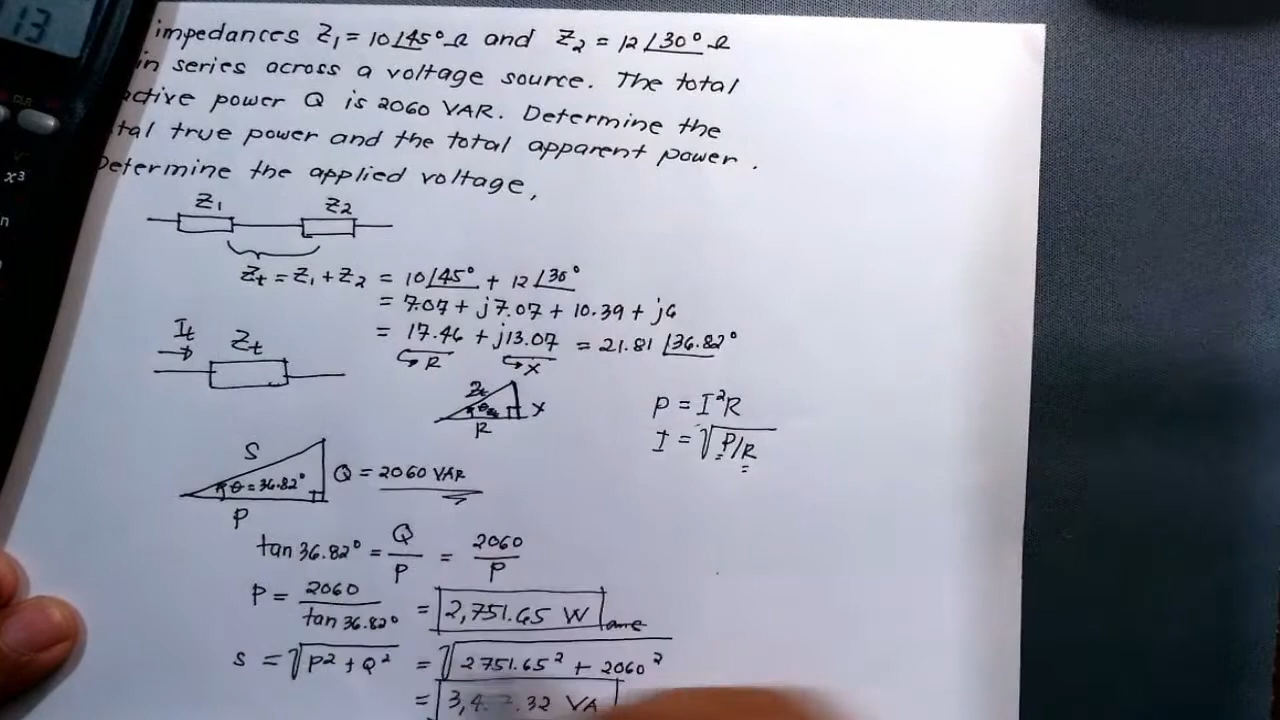 13
impedances Z1 = 10∠45° Ω and Z2 = 12∠30° Ω
in series across a voltage source. The total
active power Q is 2060 VAR. Determine the
tal true power and the total apparent power.
Determine the applied voltage,
x³
Z1 Z2
Zt = Z1 + Z2 = 10∠45° + 12∠30°
= 7.07 + j7.07 + 10.39 + j6
It Zt
= 17.46 + j13.07 = 21.81∠36.82°
R X
Zt θ X
R
P = I²R
I = √P/R
S
θ = 36.82° Q = 2060 VAR
P
tan 36.82° = Q/P = 2060/P
P = 2060/tan 36.82° = 2,751.65 W
S = √P² + Q² = √2751.65² + 2060²
= VA